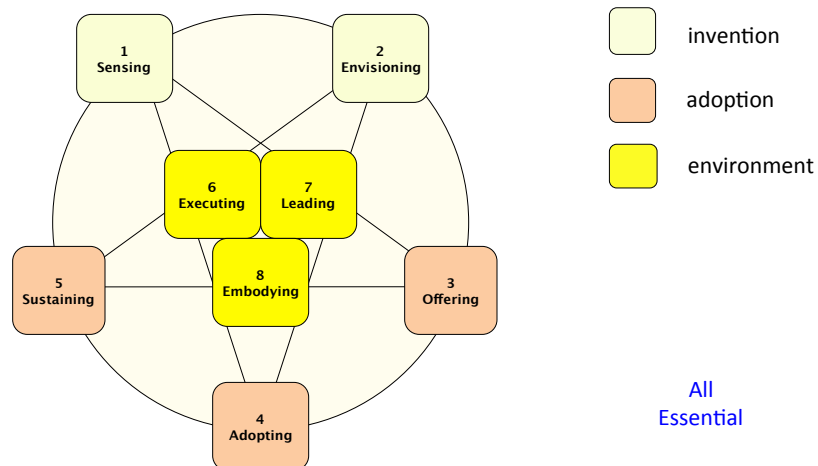 1
Sensing
2
Envisioning
6
Executing
7
Leading
5
Sustaining
8
Embodying
3
Offering
4
Adopting
invention
adoption
environment
All
Essential